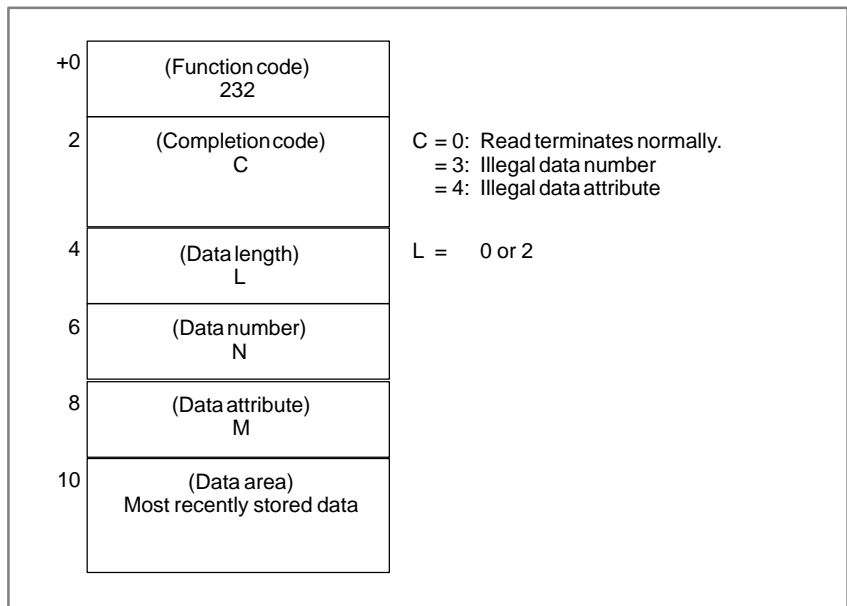 +0
(Function code)
232
2
(Completion code)
C
C = 0: Read terminates normally.
= 3: Illegal data number
= 4: Illegal data attribute
4
(Data length)
L
L = 0 or 2
6
(Data number)
N
8
(Data attribute)
M
10
(Data area)
Most recently stored data